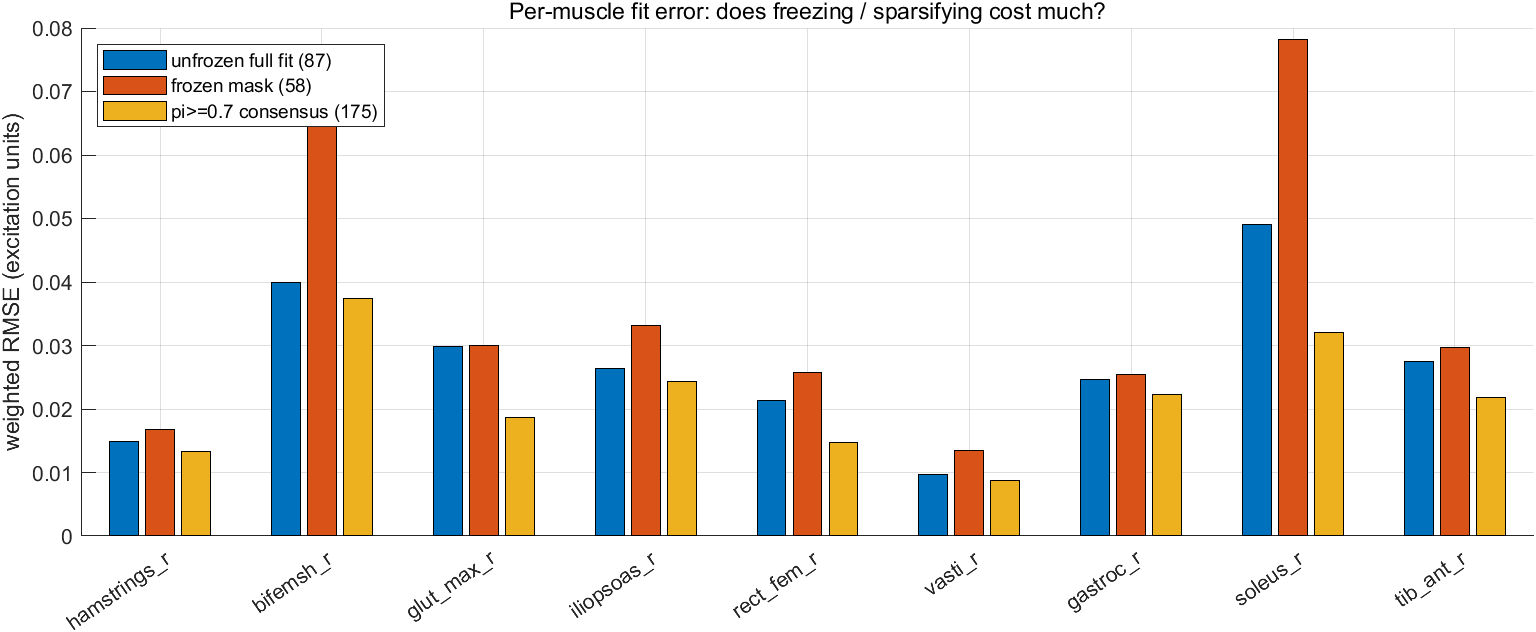 Per-muscle fit error: does freezing / sparsifying cost much?
weighted RMSE (excitation units)
0.08
0.07
0.06
0.05
0.04
0.03
0.02
0.01
0
unfrozen full fit (87)
frozen mask (58)
pi>=0.7 consensus (175)
hamstrings_r
bifemsh_r
glut_max_r
iliopsoas_r
rect_fem_r
vasti_r
gastroc_r
soleus_r
tib_ant_r